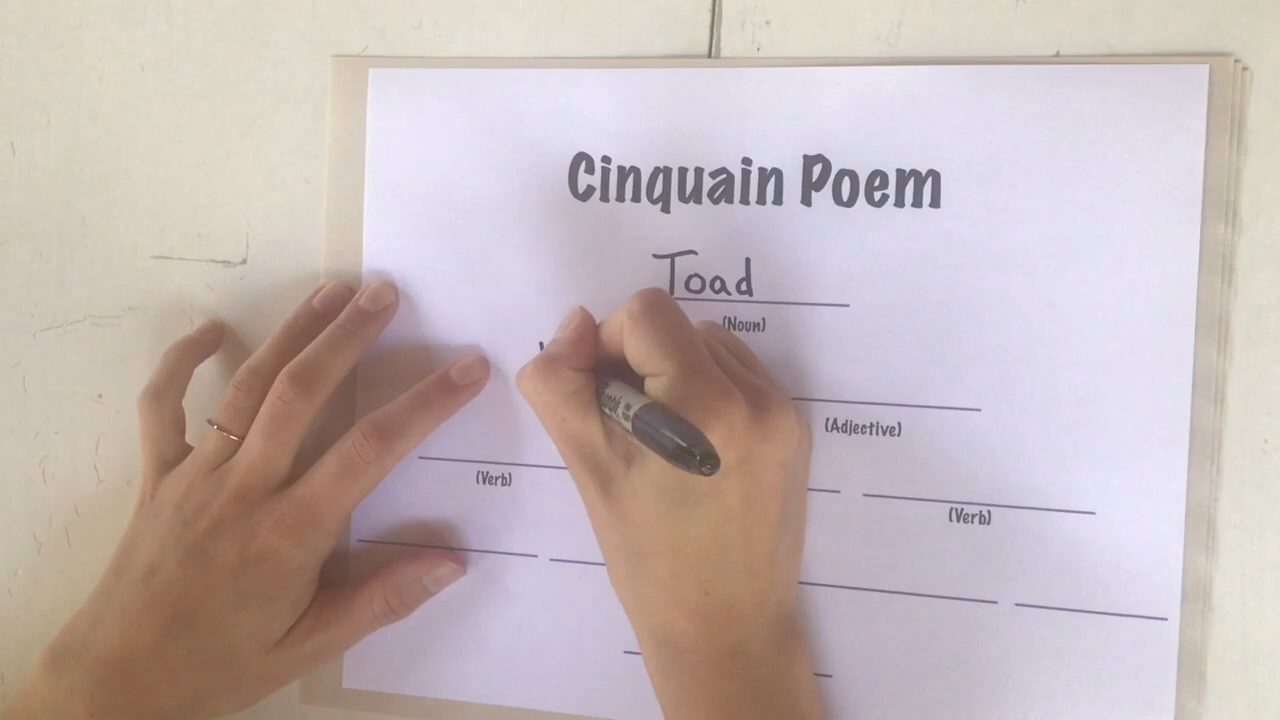 Cinquain Poem
Toad
(Noun)
(Adjective)
(Verb)
(Verb)